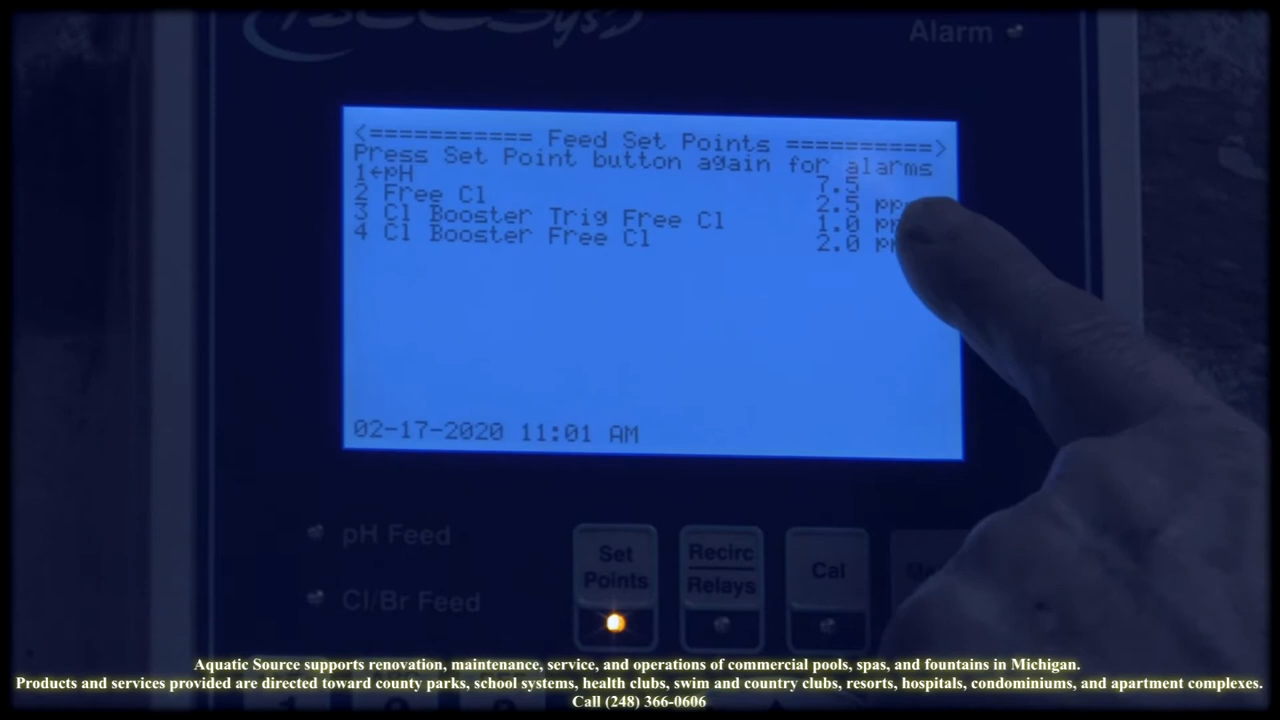 Alarm
<=========== Feed Set Points ==========>
Press Set Point button again for alarms
1←pH 7.5
2 Free Cl 2.5
3 Cl Booster Trig Free Cl 1.0
4 Cl Booster Free Cl 2.0
02-17-2020 11:01 AM
pH Feed
Cl/Br Feed
Set
Points
Recirc
Relays
Cal
Aquatic Source supports renovation, maintenance, service, and operations of commercial pools, spas, and fountains in Michigan.
Products and services provided are directed toward county parks, school systems, health clubs, swim and country clubs, resorts, hospitals, condominiums, and apartment complexes.
Call (248) 366-0606